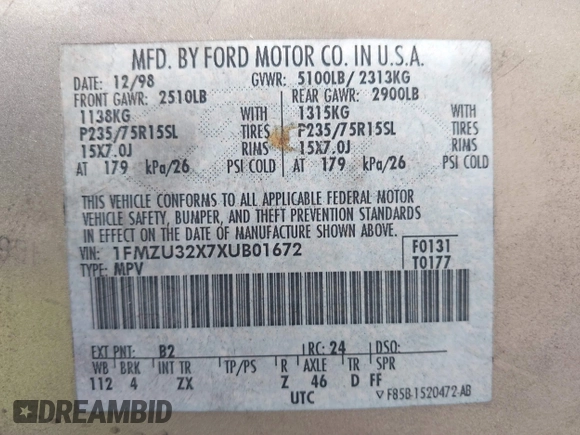 MFD. BY FORD MOTOR CO. IN U.S.A.
DATE: 12/98 GVWR: 5100LB/2313KG
FRONT GAWR: 2510LB REAR GAWR: 2900LB
1138KG WITH 1315KG WITH
P235/75R15SL TIRES P235/75R15SL TIRES
15X7.0J RIMS 15X7.0J RIMS
AT 179 kPa/26 PSI COLD AT 179 kPa/26 PSI COLD
THIS VEHICLE CONFORMS TO ALL APPLICABLE FEDERAL MOTOR
VEHICLE SAFETY, BUMPER, AND THEFT PREVENTION STANDARDS
IN EFFECT ON THE DATE OF MANUFACTURE SHOWN ABOVE.
VIN: 1FMZU32X7XUB01672 F0131
TYPE: MPV T0177
EXT PNT: B2 RC: 24 DSO:
WB BRK INT TR TP/PS R AXLE TR SPR
112 4 ZX Z 46 D FF
UTC F85B-1520472-AB
DREAMBID